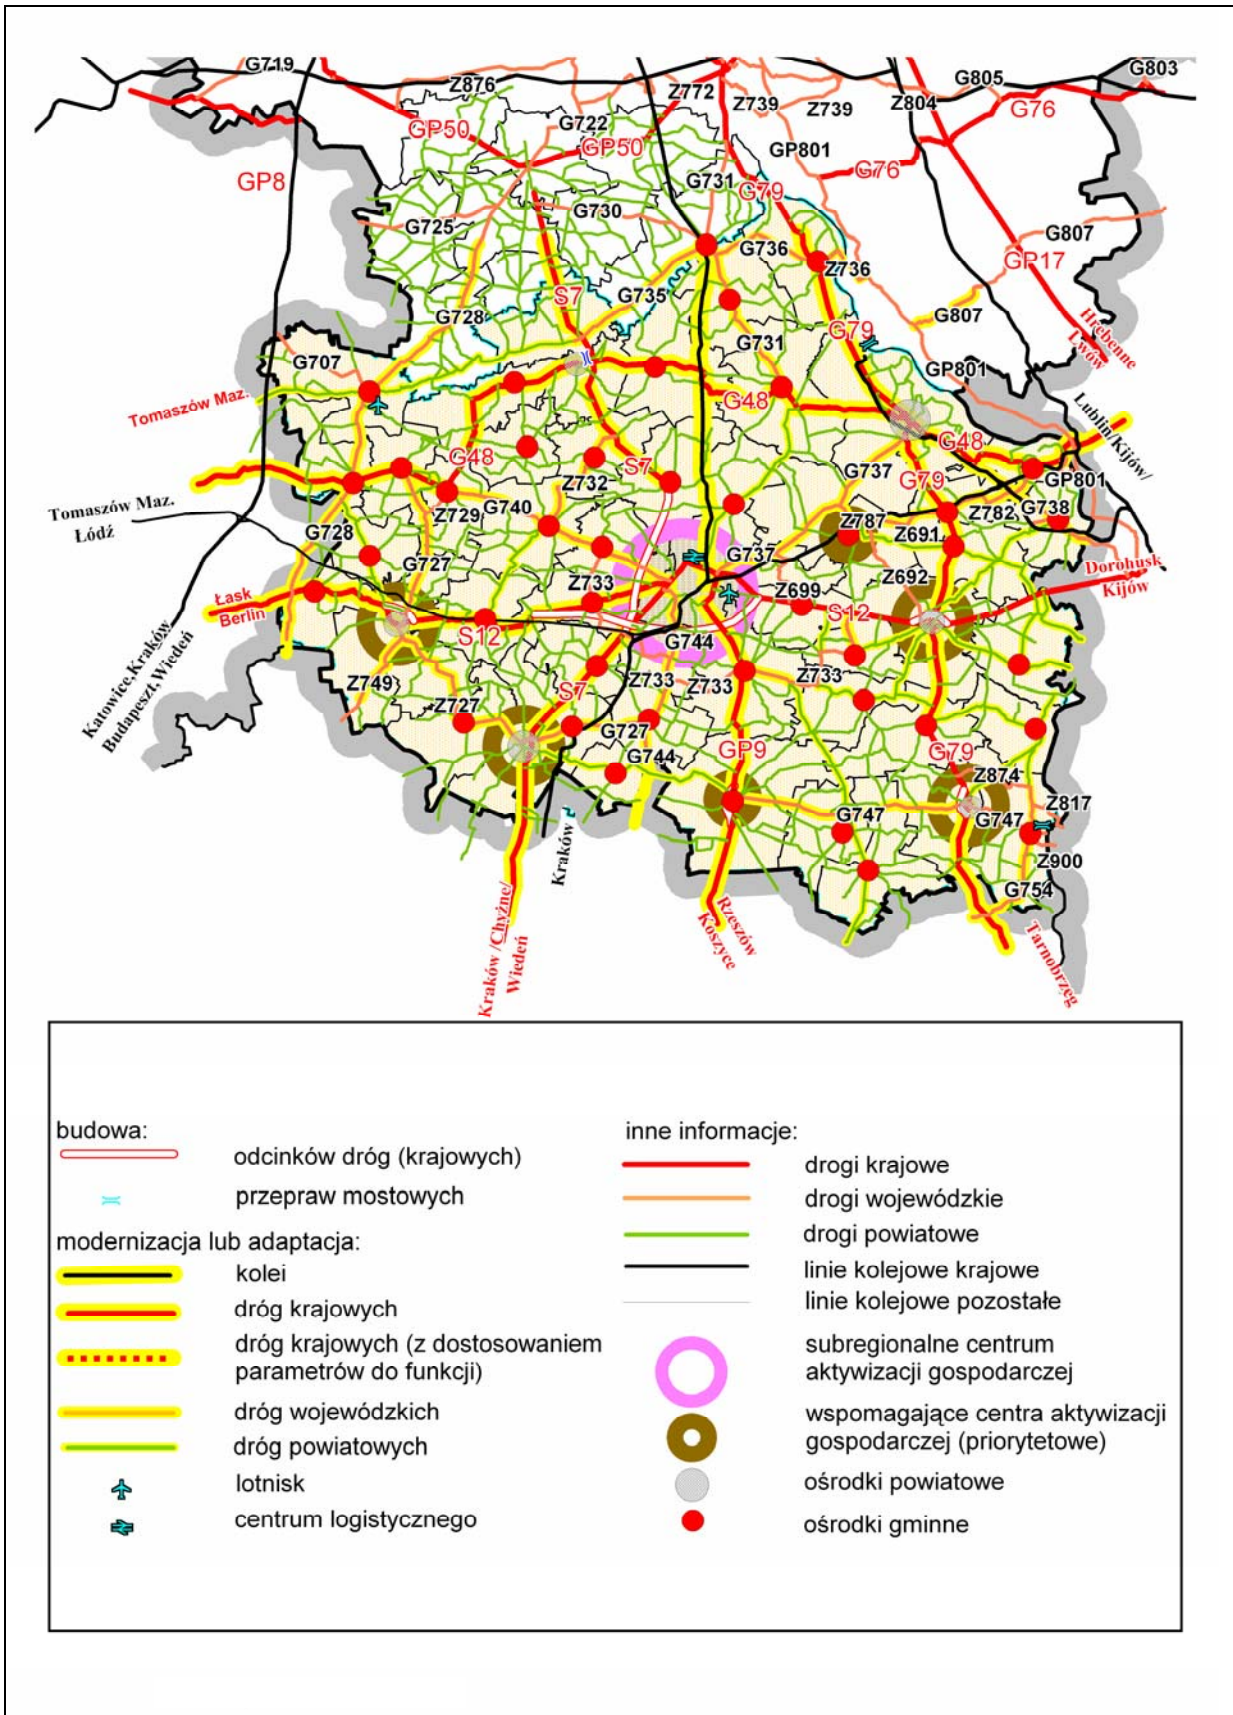 G719
Z876
Z772
Z739
Z739
Z804
G805
G803
G76
GP50
G722
GP50
GP801
G76
GP8
G731
G79
G725
G730
G736
Z736
G807
GP17
S7
G735
G728
G79
G807
Hrebenne
Lwów
G707
G731
GP801
Tomaszów Maz.
G48
Lublin/Kijów/
G48
G48
S7
Z732
G737
G79
GP801
Tomaszów Maz.
Łódź
G728
Z729
G740
Z787
Z691
Z782
G738
G737
G727
Z733
Z699
Z692
Dorohusk
Kijów
Łask
Berlin
S12
S12
G744
Katowice,Kraków
Budapeszt,Wiedeń
Z749
S7
Z733
Z733
Z733
Z727
G727
GP9
G79
G744
Z874
Z817
G747
G747
Z900
Kraków
G754
Kraków /Chyżne/
Wiedeń
Rzeszów
Koszyce
Tarnobrzeg
budowa:
odcinków dróg (krajowych)
przepraw mostowych
modernizacja lub adaptacja:
kolei
dróg krajowych
dróg krajowych (z dostosowaniem
parametrów do funkcji)
dróg wojewódzkich
dróg powiatowych
lotnisk
centrum logistycznego
inne informacje:
drogi krajowe
drogi wojewódzkie
drogi powiatowe
linie kolejowe krajowe
linie kolejowe pozostałe
subregionalne centrum
aktywizacji gospodarczej
wspomagające centra aktywizacji
gospodarczej (priorytetowe)
ośrodki powiatowe
ośrodki gminne